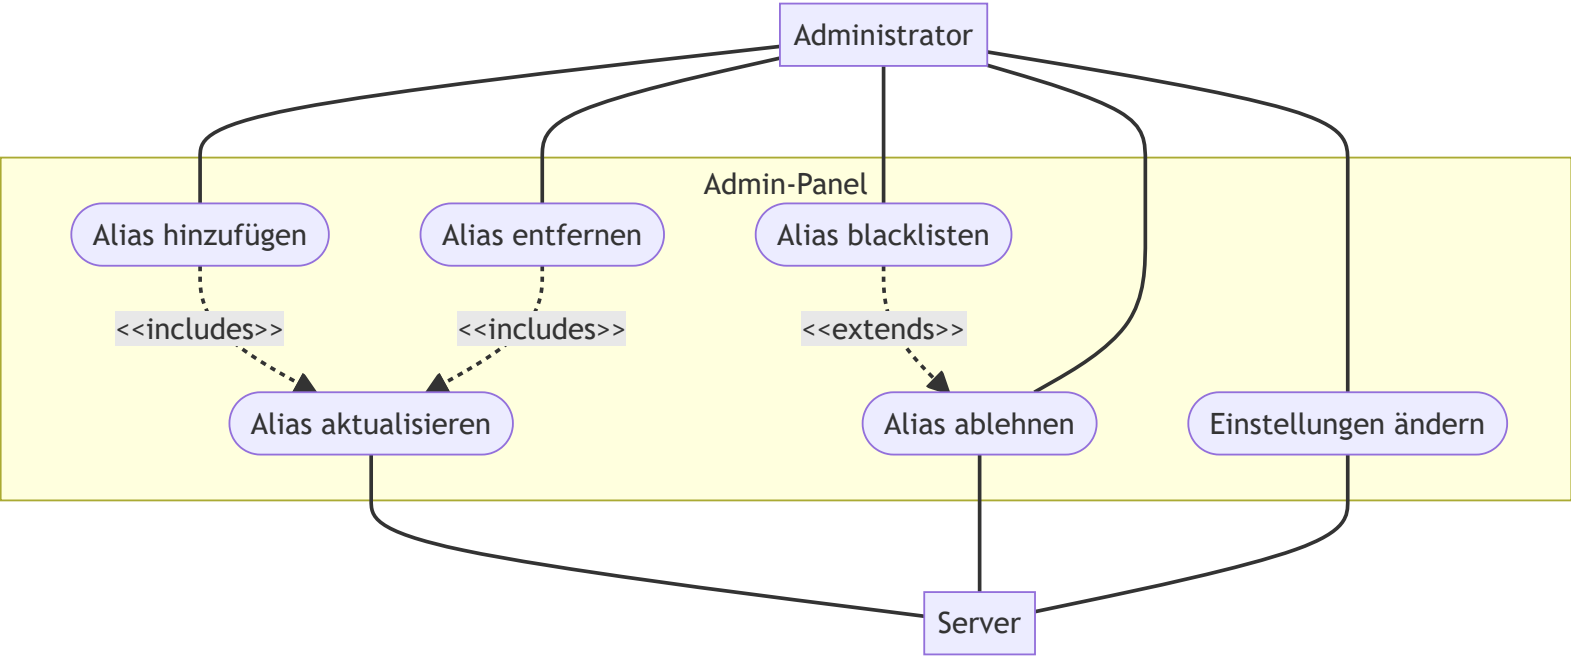 Administrator
Admin-Panel
Alias hinzufügen
Alias entfernen
Alias blacklisten
<<includes>>
<<includes>>
<<extends>>
Alias aktualisieren
Alias ablehnen
Einstellungen ändern
Server